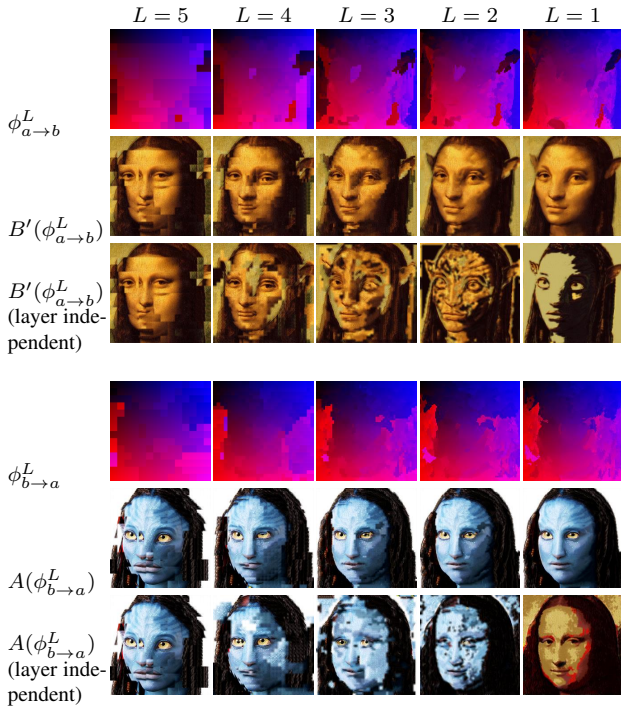 L = 5 L = 4 L = 3 L = 2 L = 1
ϕ^L_{a→b}
B′(ϕ^L_{a→b})
B′(ϕ^L_{a→b})
(layer inde-
pendent)
ϕ^L_{b→a}
A(ϕ^L_{b→a})
A(ϕ^L_{b→a})
(layer inde-
pendent)